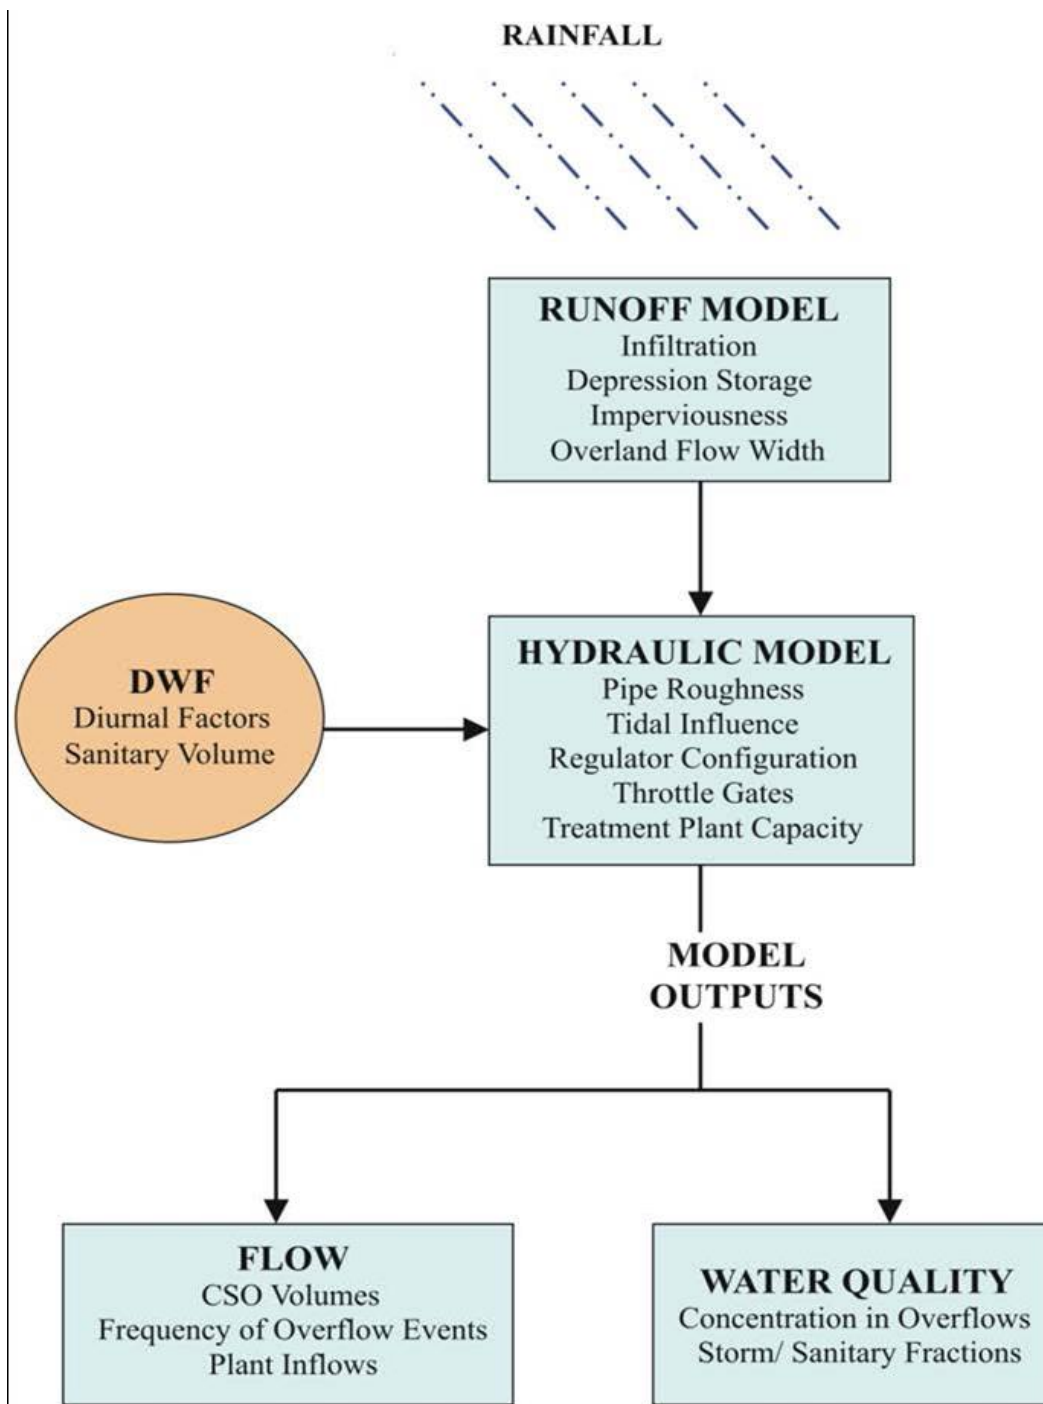 RAINFALL
RUNOFF MODEL
Infiltration
Depression Storage
Imperviousness
Overland Flow Width
DWF
Diurnal Factors
Sanitary Volume
HYDRAULIC MODEL
Pipe Roughness
Tidal Influence
Regulator Configuration
Throttle Gates
Treatment Plant Capacity
MODEL
OUTPUTS
FLOW
CSO Volumes
Frequency of Overflow Events
Plant Inflows
WATER QUALITY
Concentration in Overflows
Storm/ Sanitary Fractions